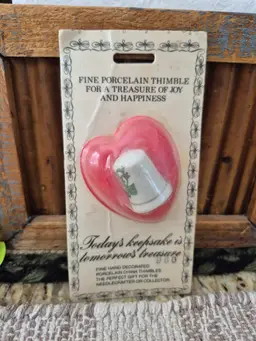 FINE PORCELAIN THIMBLE
FOR A TREASURE OF JOY
AND HAPPINESS
Today's keepsake is
tomorrow's treasure
FINE HAND DECORATED
PORCELAIN CHINA THIMBLES
THE PERFECT GIFT FOR THE
NEEDLECRAFTER OR COLLECTOR